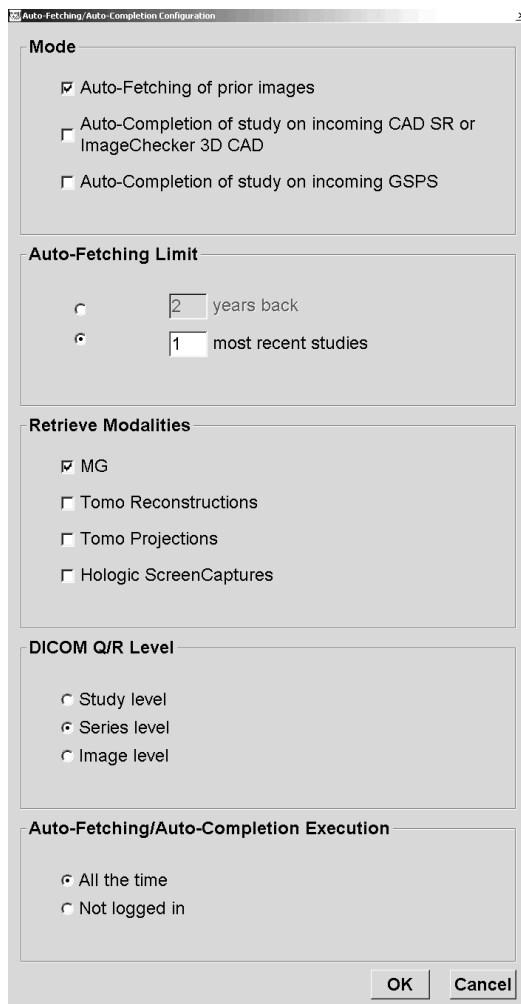 Auto-Fetching/Auto-Completion Configuration
Mode
Auto-Fetching of prior images
Auto-Completion of study on incoming CAD SR or
ImageChecker 3D CAD
Auto-Completion of study on incoming GSPS
Auto-Fetching Limit
2 years back
1 most recent studies
Retrieve Modalities
MG
Tomo Reconstructions
Tomo Projections
Hologic ScreenCaptures
DICOM Q/R Level
Study level
Series level
Image level
Auto-Fetching/Auto-Completion Execution
All the time
Not logged in
OK Cancel